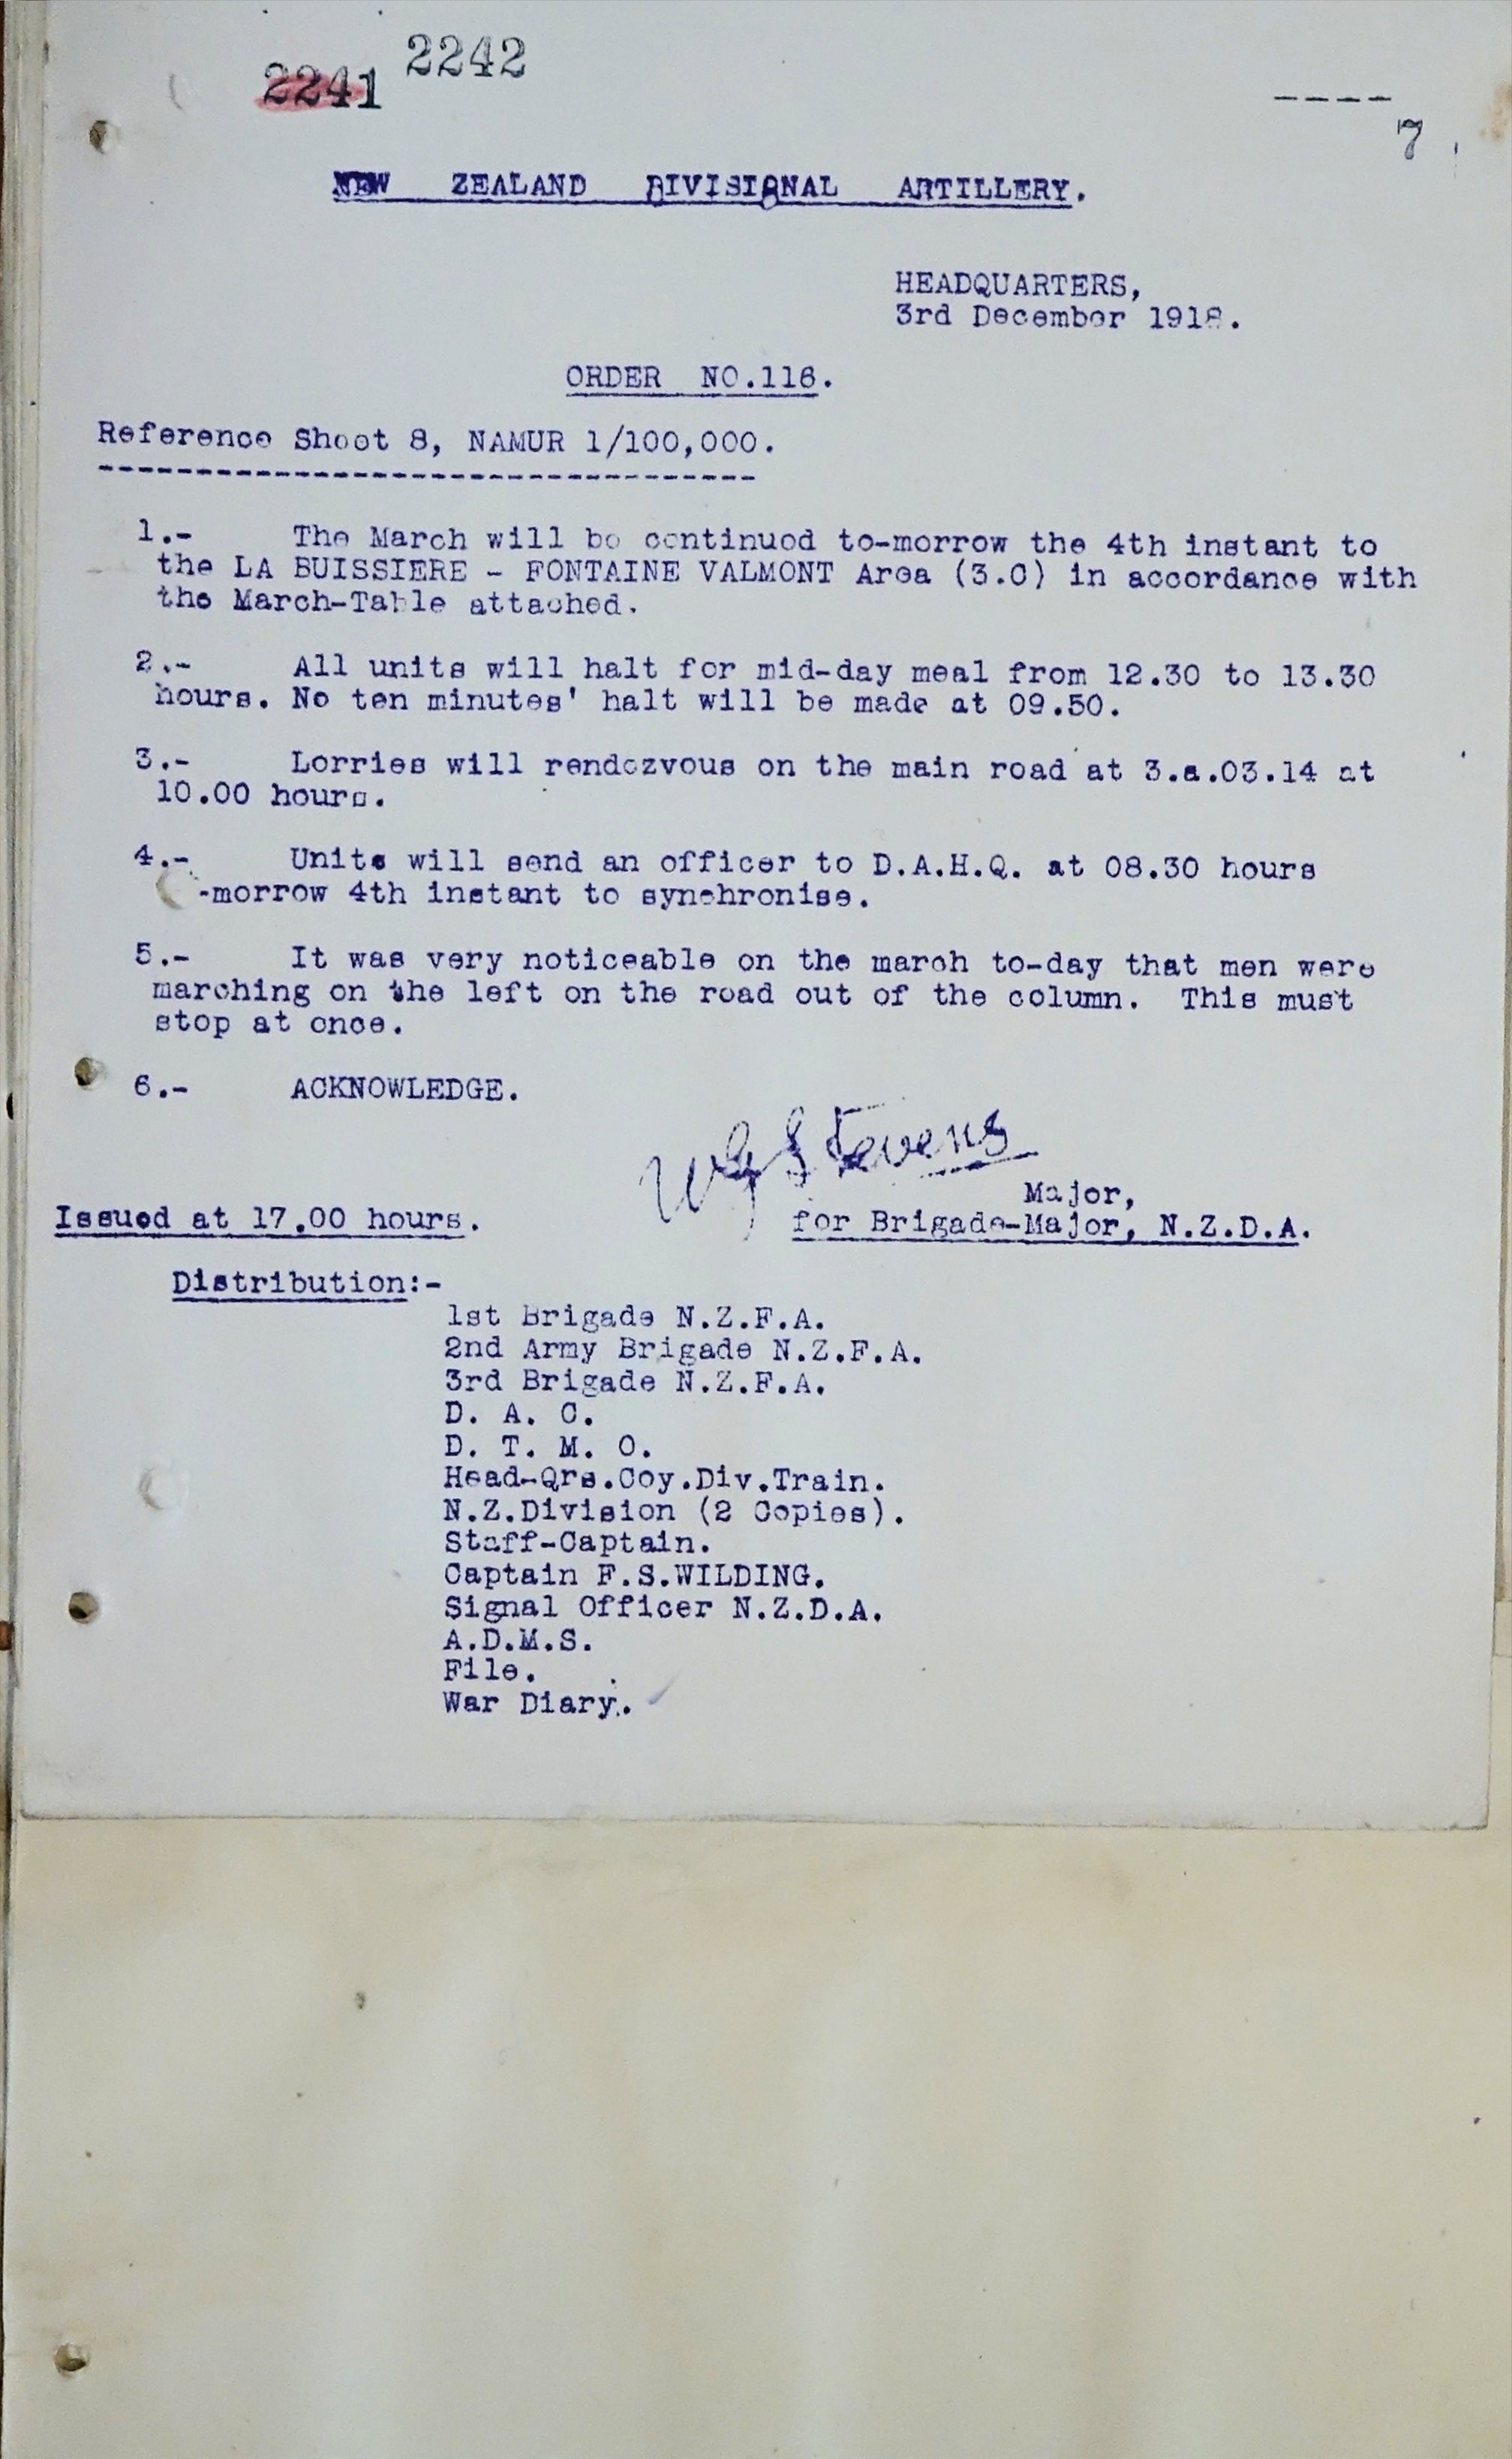 2241 2242
7
NEW ZEALAND DIVISIONAL ARTILLERY.
HEADQUARTERS,
3rd December 1918.
ORDER NO.116.
Reference Sheet 8, NAMUR 1/100,000.
1.- The March will be continued to-morrow the 4th instant to
the LA BUISSIERE - FONTAINE VALMONT Area (3.C) in accordance with
the March-Table attached.
2.- All units will halt for mid-day meal from 12.30 to 13.30
hours. No ten minutes' halt will be made at 09.50.
3.- Lorries will rendezvous on the main road at 3.a.03.14 at
10.00 hours.
4.- Units will send an officer to D.A.H.Q. at 08.30 hours
-morrow 4th instant to synchronise.
5.- It was very noticeable on the march to-day that men were
marching on the left on the road out of the column. This must
stop at once.
6.- ACKNOWLEDGE.
WG Stevens
Major,
Issued at 17.00 hours. for Brigade-Major, N.Z.D.A.
Distribution:-
1st Brigade N.Z.F.A.
2nd Army Brigade N.Z.F.A.
3rd Brigade N.Z.F.A.
D. A. C.
D. T. M. O.
Head-Qrs.Coy.Div.Train.
N.Z.Division (2 Copies).
Staff-Captain.
Captain F.S.WILDING.
Signal Officer N.Z.D.A.
A.D.M.S.
File.
War Diary.